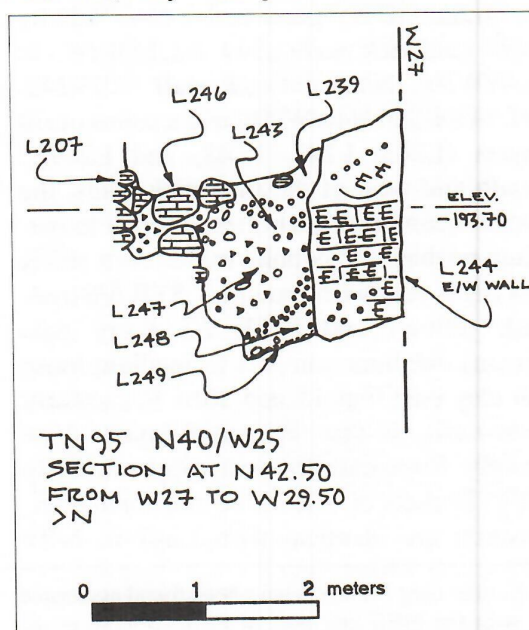 W27
L246
L239
L243
L207
ELEV.
-193.70
L244
E/W WALL
L247
L248
L249
TN95 N40/W25
SECTION AT N42.50
FROM W27 TO W29.50
>N
0 1 2 meters